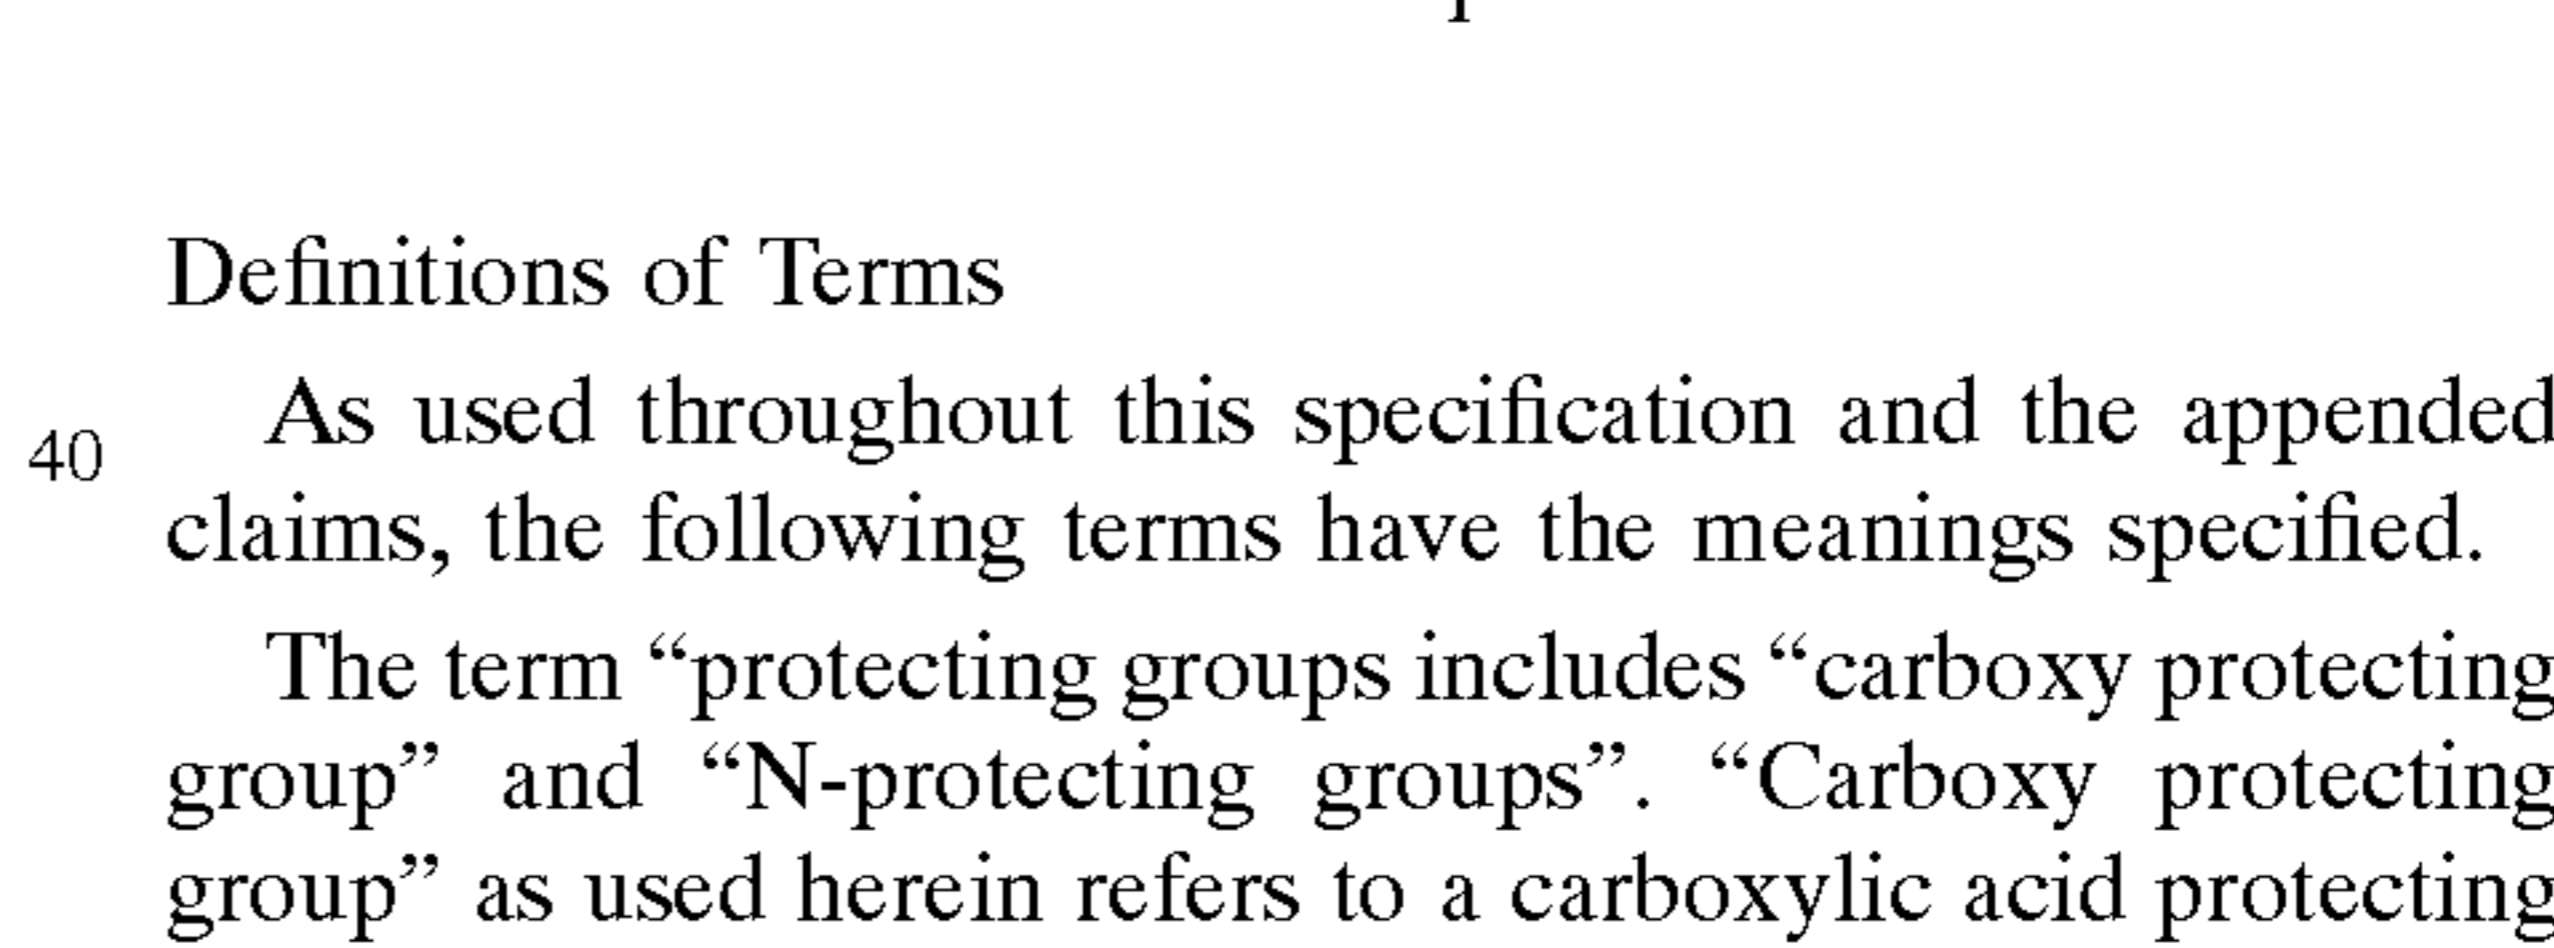 Definitions of Terms
As used throughout this specification and the appended
40
claims, the following terms have the meanings specified.
The term “protecting groups includes “carboxy protecting
group” and “N-protecting groups”. “Carboxy protecting
group” as used herein refers to a carboxylic acid protecting